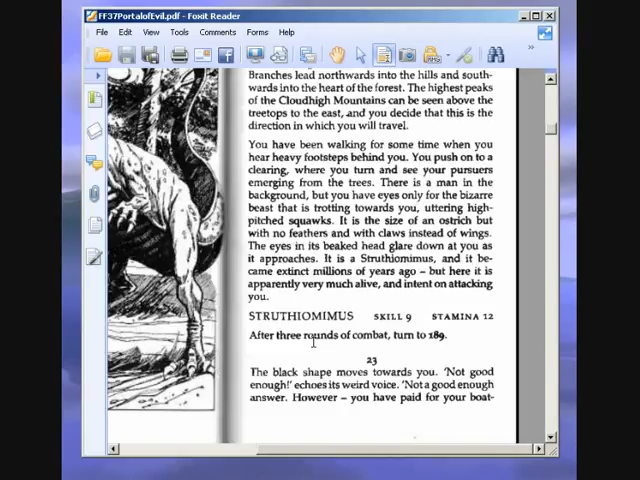 FF37PortalofEvil.pdf - Foxit Reader
File Edit View Tools Comments Forms Help
Branches lead northwards into the hills and south-
wards into the heart of the forest. The highest peaks
of the Cloudhigh Mountains can be seen above the
treetops to the east, and you decide that this is the
direction in which you will travel.
You have been walking for some time when you
hear heavy footsteps behind you. You push on to a
clearing, where you turn and see your pursuers
emerging from the trees. There is a man in the
background, but you have eyes only for the bizarre
beast that is trotting towards you, uttering high-
pitched squawks. It is the size of an ostrich but
with no feathers and with claws instead of wings.
The eyes in its beaked head glare down at you as
it approaches. It is a Struthiomimus, and it be-
came extinct millions of years ago – but here it is
apparently very much alive, and intent on attacking
you.
STRUTHIOMIMUS SKILL 9 STAMINA 12
After three rounds of combat, turn to 189.
23
The black shape moves towards you. 'Not good
enough!' echoes its weird voice. 'Not a good enough
answer. However – you have paid for your boat-